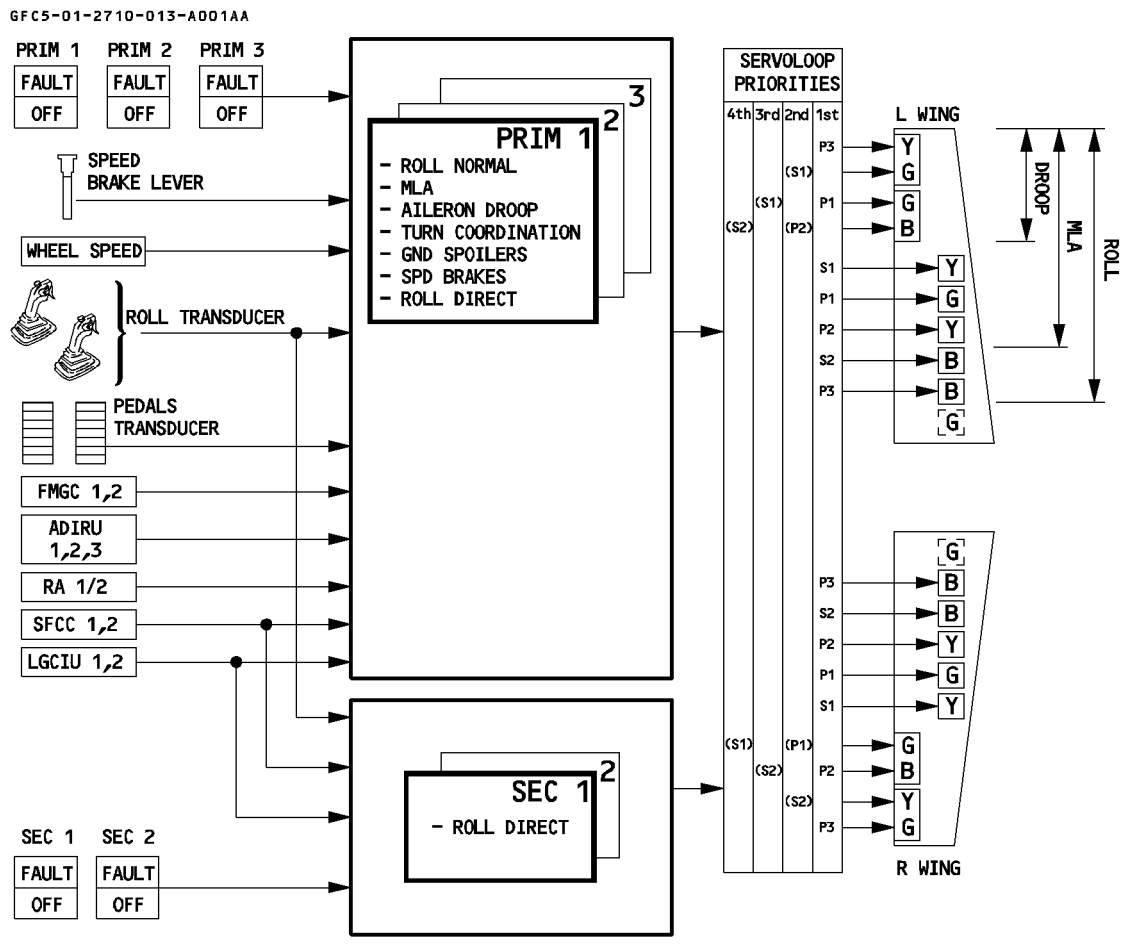 GFC5-01-2710-013-A001AA
PRIM 1 PRIM 2 PRIM 3
FAULT FAULT FAULT
OFF OFF OFF
SPEED
BRAKE LEVER
WHEEL SPEED
ROLL TRANSDUCER
PEDALS
TRANSDUCER
FMGC 1,2
ADIRU
1,2,3
RA 1/2
SFCC 1,2
LGCIU 1,2
SEC 1 SEC 2
FAULT FAULT
OFF OFF
3
2
PRIM 1
- ROLL NORMAL
- MLA
- AILERON DROOP
- TURN COORDINATION
- GND SPOILERS
- SPD BRAKES
- ROLL DIRECT
2
SEC 1
- ROLL DIRECT
SERVOLOOP
PRIORITIES
4th 3rd 2nd 1st
L WING
P3 Y
(S1) G
(S1) P1 G
(S2) (P2) B
S1 Y
P1 G
P2 Y
S2 B
P3 B
[G]
DROOP
MLA
ROLL
[G]
P3 B
S2 B
P2 Y
P1 G
S1 Y
(S1) (P1) G
(S2) P2 B
(S2) Y
P3 G
R WING